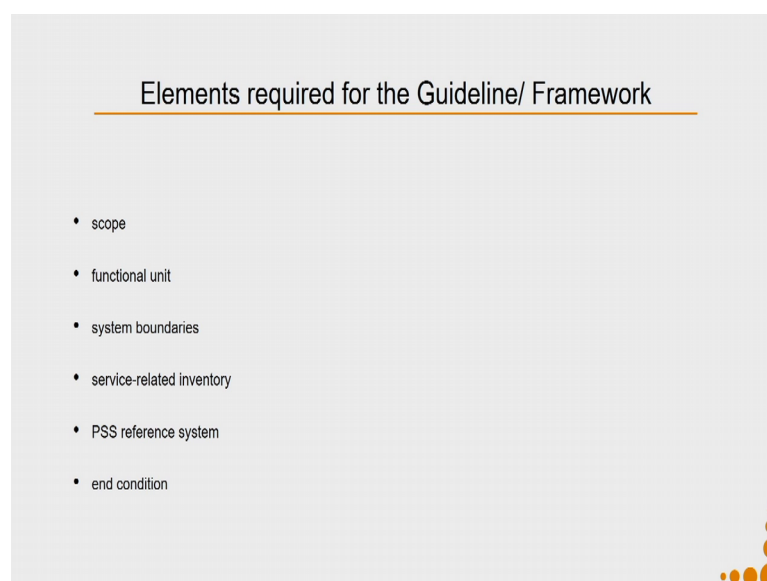 Elements required for the Guideline/ Framework
• scope
• functional unit
• system boundaries
• service-related inventory
• PSS reference system
• end condition